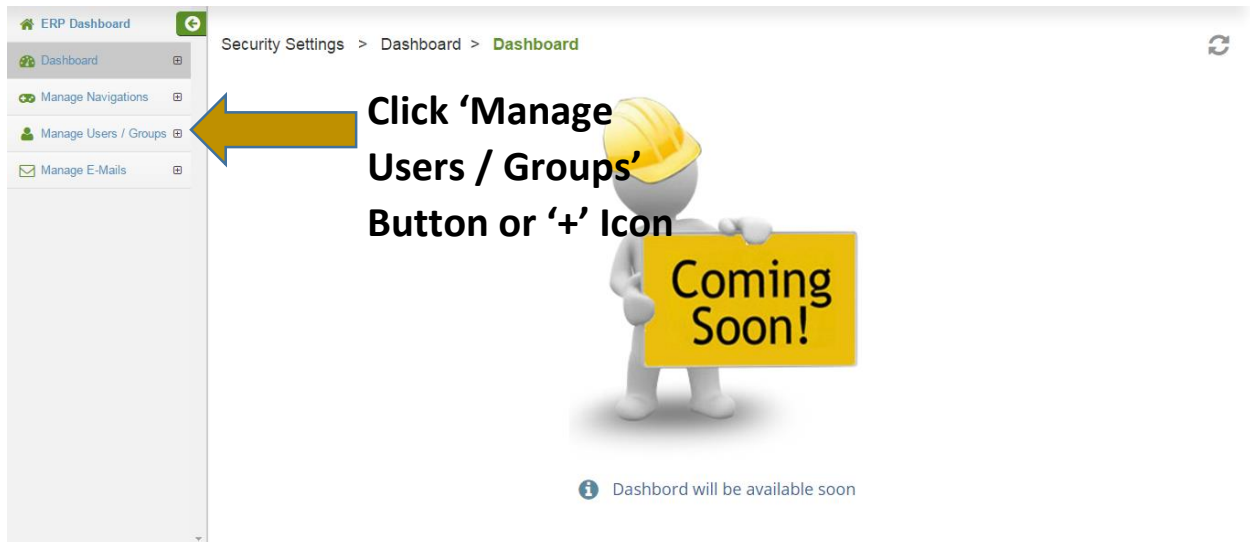 ERP Dashboard
Dashboard
Manage Navigations
Manage Users / Groups
Manage E-Mails
Security Settings > Dashboard > Dashboard
Click ‘Manage
Users / Groups’
Button or ‘+’ Icon
Coming
Soon!
Dashbord will be available soon